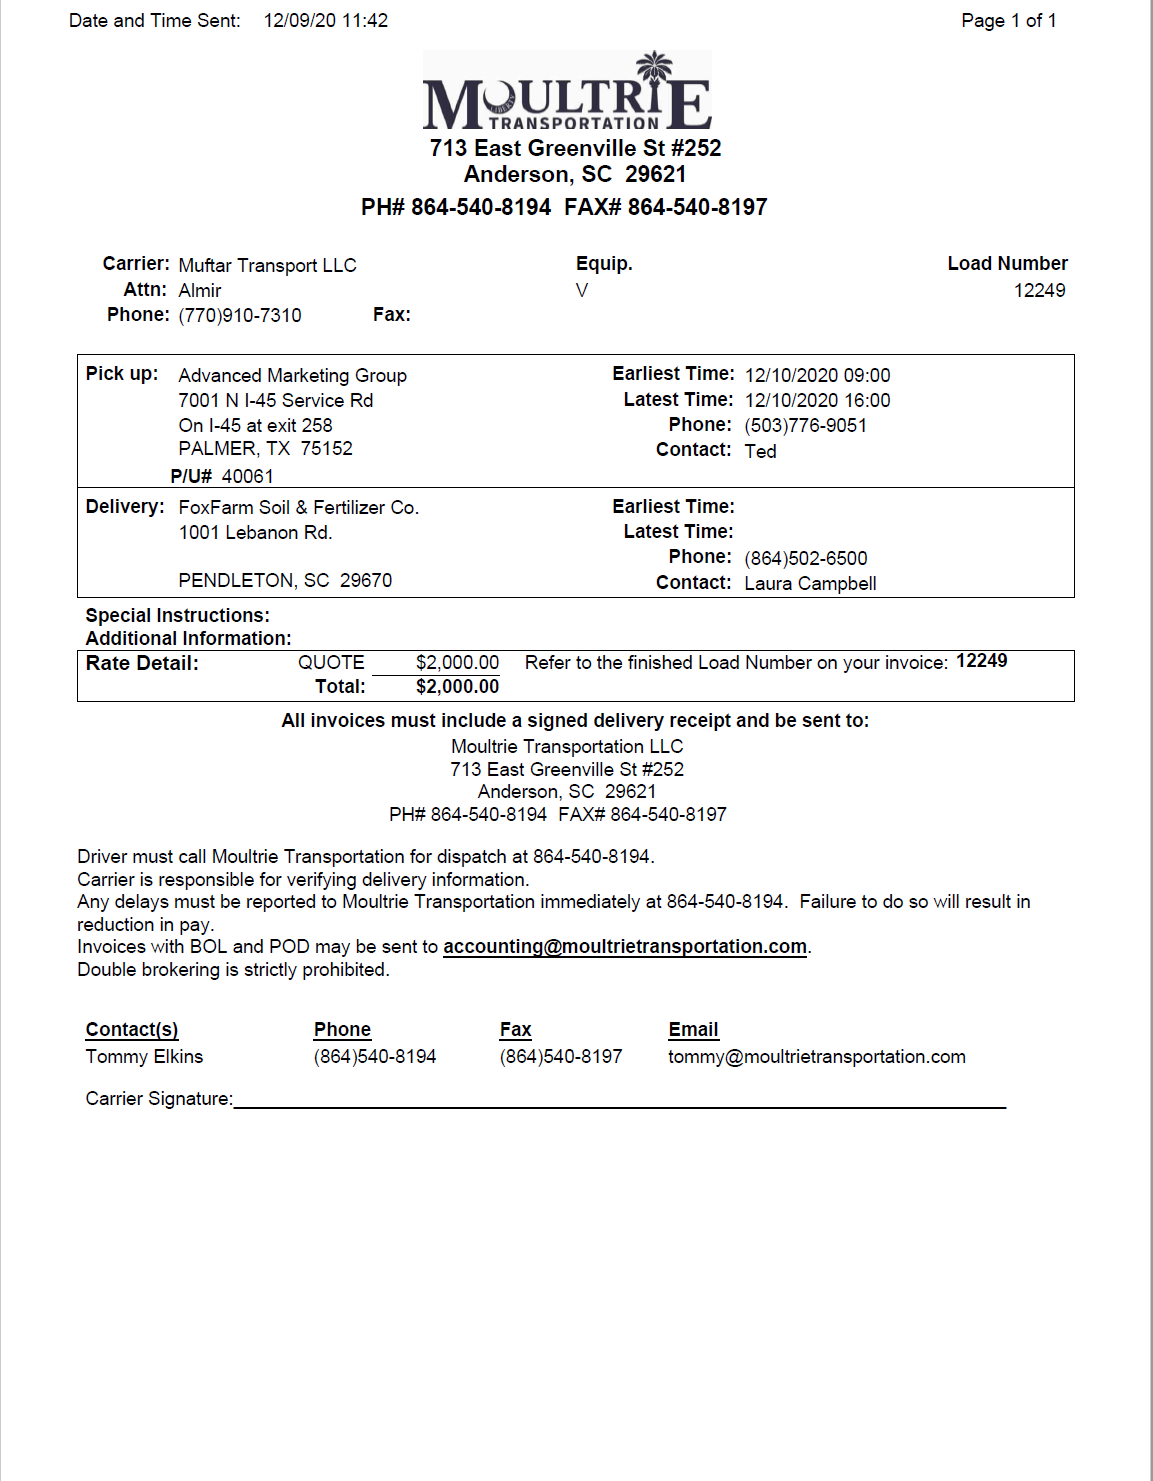 Date and Time Sent: 12/09/20 11:42 Page 1 of 1
MOULTRIE
LIBERTY
TRANSPORTATION
713 East Greenville St #252
Anderson, SC 29621
PH# 864-540-8194 FAX# 864-540-8197
Carrier: Muftar Transport LLC Equip. Load Number
Attn: Almir V 12249
Phone: (770)910-7310 Fax:
Pick up: Advanced Marketing Group Earliest Time: 12/10/2020 09:00
7001 N I-45 Service Rd Latest Time: 12/10/2020 16:00
On I-45 at exit 258 Phone: (503)776-9051
PALMER, TX 75152 Contact: Ted
P/U# 40061
Delivery: FoxFarm Soil & Fertilizer Co. Earliest Time:
1001 Lebanon Rd. Latest Time:
Phone: (864)502-6500
PENDLETON, SC 29670 Contact: Laura Campbell
Special Instructions:
Additional Information:
Rate Detail: QUOTE $2,000.00 Refer to the finished Load Number on your invoice: 12249
Total: $2,000.00
All invoices must include a signed delivery receipt and be sent to:
Moultrie Transportation LLC
713 East Greenville St #252
Anderson, SC 29621
PH# 864-540-8194 FAX# 864-540-8197
Driver must call Moultrie Transportation for dispatch at 864-540-8194.
Carrier is responsible for verifying delivery information.
Any delays must be reported to Moultrie Transportation immediately at 864-540-8194. Failure to do so will result in
reduction in pay.
Invoices with BOL and POD may be sent to accounting@moultrietransportation.com.
Double brokering is strictly prohibited.
Contact(s) Phone Fax Email
Tommy Elkins (864)540-8194 (864)540-8197 tommy@moultrietransportation.com
Carrier Signature: